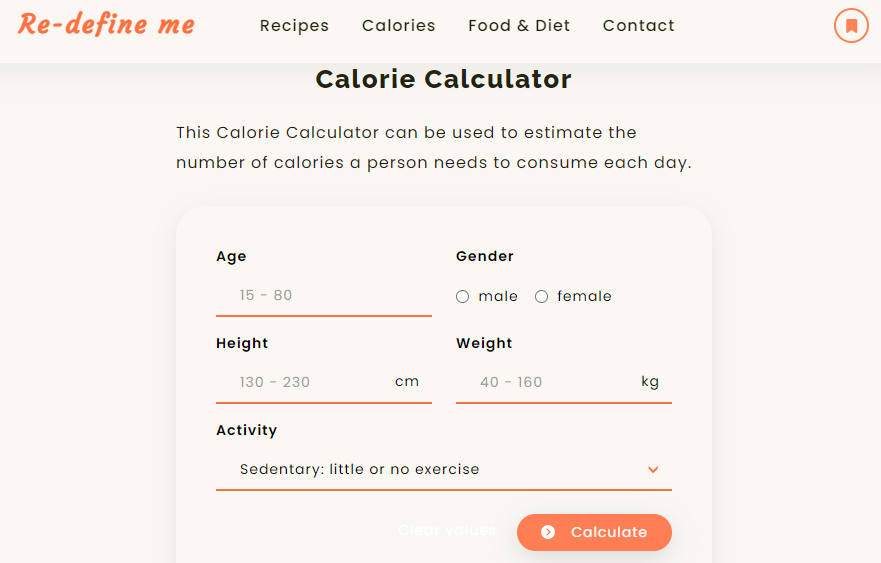 Re-define me
Recipes Calories Food & Diet Contact
Calorie Calculator
This Calorie Calculator can be used to estimate the
number of calories a person needs to consume each day.
Age Gender
15 - 80 male female
Height Weight
130 - 230 cm 40 - 160 kg
Activity
Sedentary: little or no exercise
Clear values Calculate